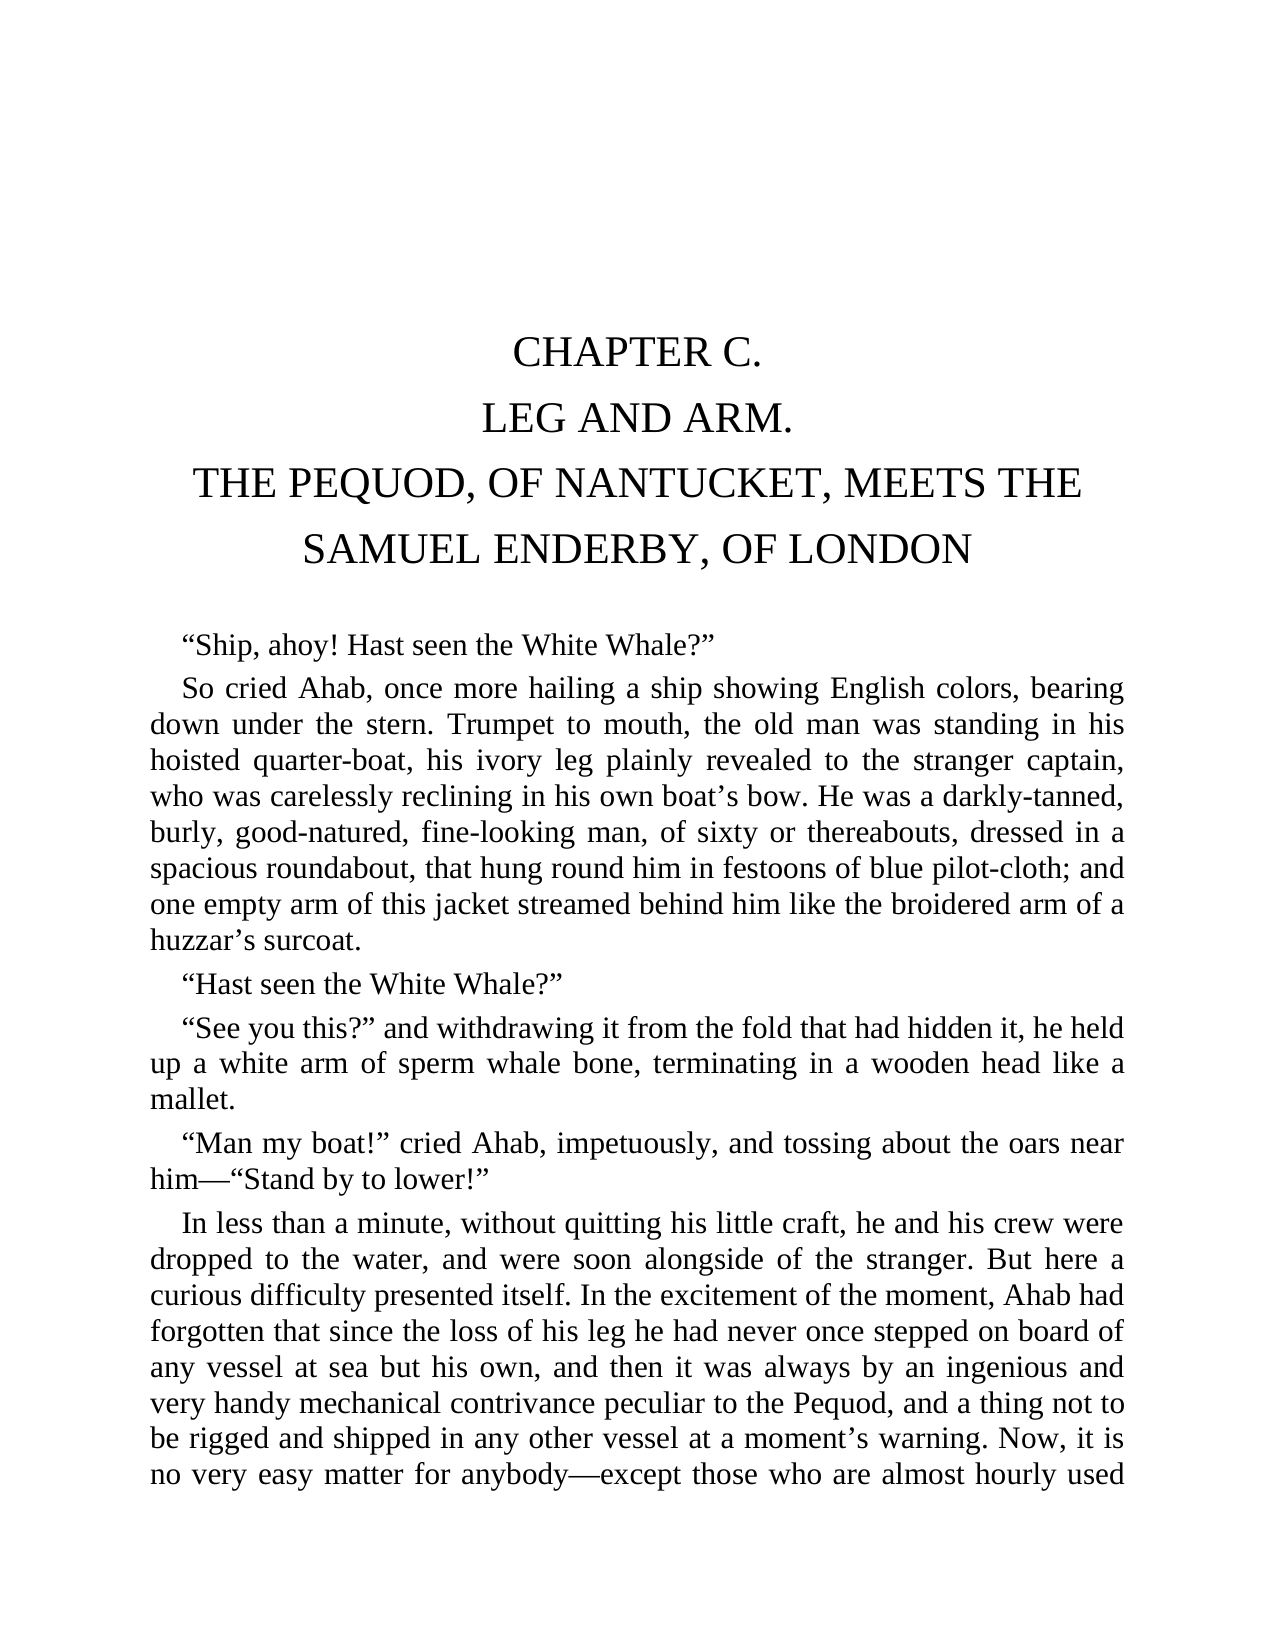 CHAPTER C.
LEG AND ARM.
THE PEQUOD, OF NANTUCKET, MEETS THE
SAMUEL ENDERBY, OF LONDON
“Ship, ahoy! Hast seen the White Whale?”
So cried Ahab, once more hailing a ship showing English colors, bearing
down under the stern. Trumpet to mouth, the old man was standing in his
hoisted quarter-boat, his ivory leg plainly revealed to the stranger captain,
who was carelessly reclining in his own boat’s bow. He was a darkly-tanned,
burly, good-natured, fine-looking man, of sixty or thereabouts, dressed in a
spacious roundabout, that hung round him in festoons of blue pilot-cloth; and
one empty arm of this jacket streamed behind him like the broidered arm of a
huzzar’s surcoat.
“Hast seen the White Whale?”
“See you this?” and withdrawing it from the fold that had hidden it, he held
up a white arm of sperm whale bone, terminating in a wooden head like a
mallet.
“Man my boat!” cried Ahab, impetuously, and tossing about the oars near
him—“Stand by to lower!”
In less than a minute, without quitting his little craft, he and his crew were
dropped to the water, and were soon alongside of the stranger. But here a
curious difficulty presented itself. In the excitement of the moment, Ahab had
forgotten that since the loss of his leg he had never once stepped on board of
any vessel at sea but his own, and then it was always by an ingenious and
very handy mechanical contrivance peculiar to the Pequod, and a thing not to
be rigged and shipped in any other vessel at a moment’s warning. Now, it is
no very easy matter for anybody—except those who are almost hourly used